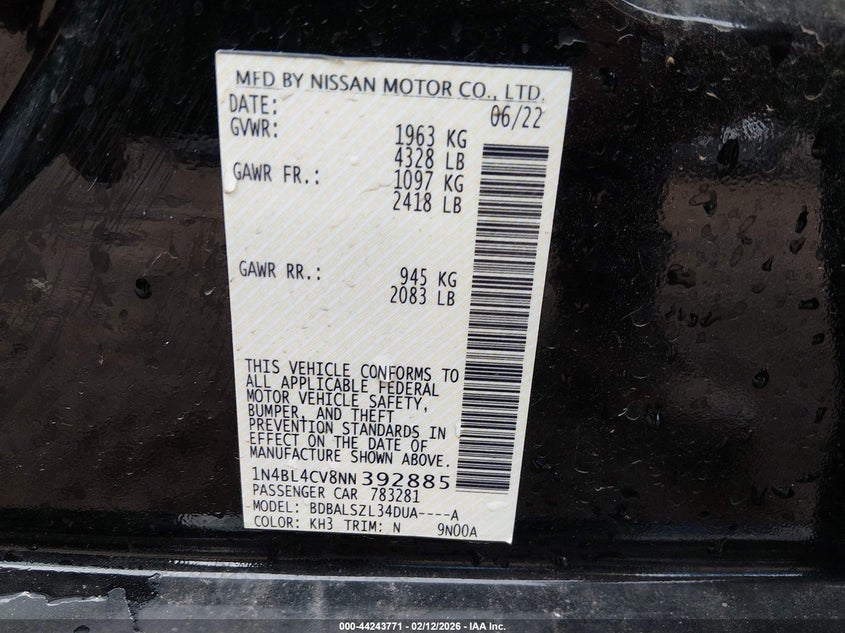 MFD BY NISSAN MOTOR CO., LTD.
DATE: 06/22
GVWR: 1963 KG
4328 LB
GAWR FR.: 1097 KG
2418 LB
GAWR RR.: 945 KG
2083 LB
THIS VEHICLE CONFORMS TO
ALL APPLICABLE FEDERAL
MOTOR VEHICLE SAFETY,
BUMPER, AND THEFT
PREVENTION STANDARDS IN
EFFECT ON THE DATE OF
MANUFACTURE SHOWN ABOVE.
1N4BL4CV8NN392885
PASSENGER CAR 783281
MODEL: BDBALSZL34DUA----A
COLOR: KH3 TRIM: N 9N00A
000-44243771 - 02/12/2026 - IAA Inc.